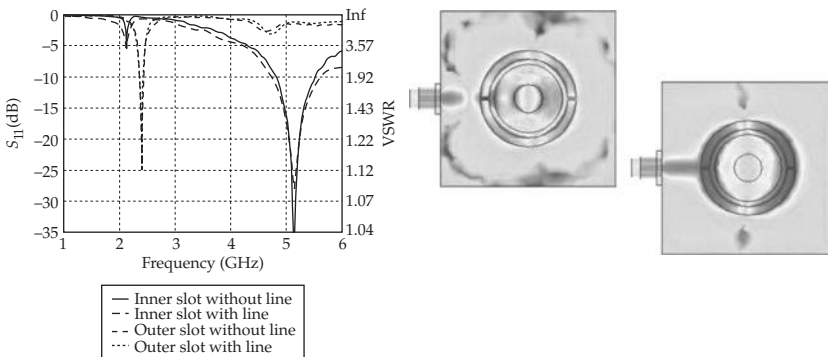 0
−5
−10
−15
−20
−25
−30
−35
S11(dB)
Inf
3.57
1.92
1.43
1.22
1.12
1.07
1.04
VSWR
1 2 3 4 5 6
Frequency (GHz)
Inner slot without line
Inner slot with line
Outer slot without line
Outer slot with line